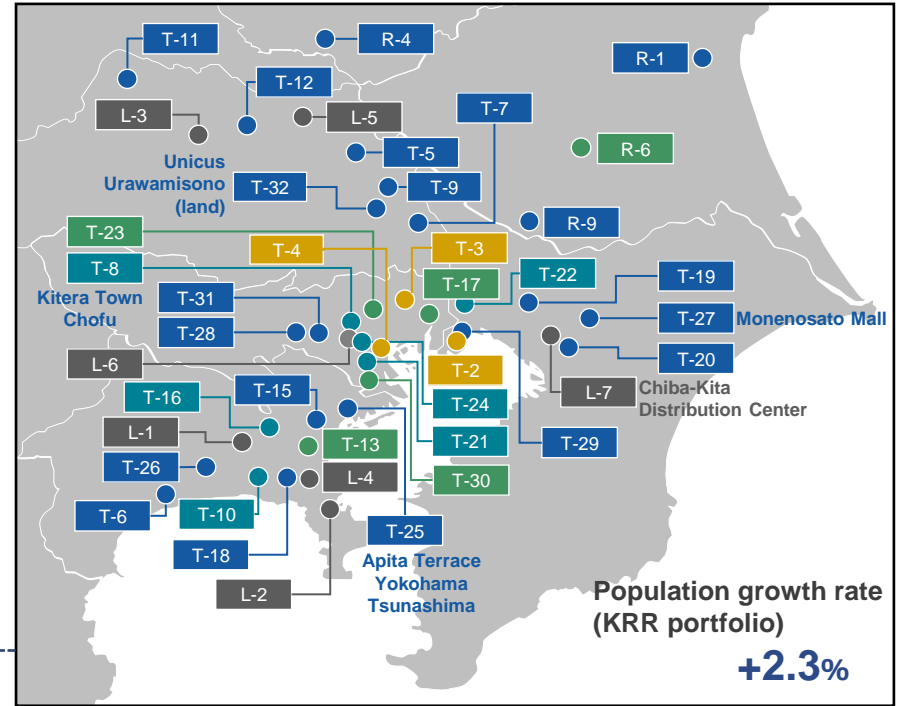 T-11
R-4
R-1
T-12
T-7
L-3
L-5
R-6
T-5
Unicus
Urawamisono
(land)
T-32
T-9
R-9
T-23
T-4
T-3
T-8
T-17
T-22
T-19
Kitera Town
Chofu
T-31
T-27
Monenosato Mall
T-28
T-20
L-6
T-2
L-7
Chiba-Kita
Distribution Center
T-15
T-16
T-24
L-1
T-13
T-21
T-29
T-26
L-4
T-30
T-6
T-10
T-25
T-18
Apita Terrace
Yokohama
Tsunashima
L-2
Population growth rate
(KRR portfolio)
+2.3%